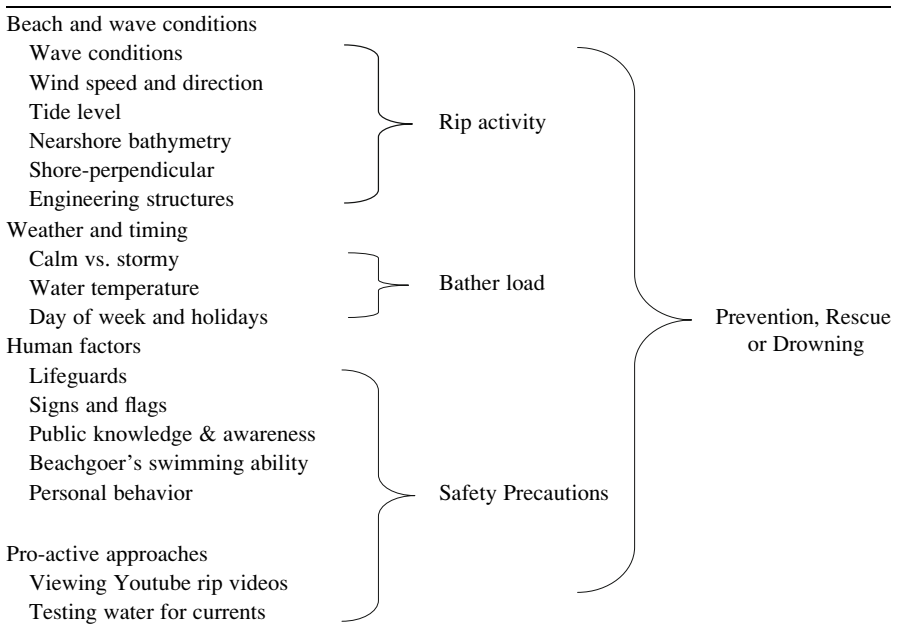 Beach and wave conditions
Wave conditions
Wind speed and direction
Tide level
Nearshore bathymetry
Shore-perpendicular
Engineering structures
Rip activity
Weather and timing
Calm vs. stormy
Water temperature
Day of week and holidays
Bather load
Human factors
Lifeguards
Signs and flags
Public knowledge & awareness
Beachgoer's swimming ability
Personal behavior
Pro-active approaches
Viewing Youtube rip videos
Testing water for currents
Safety Precautions
Prevention, Rescue
or Drowning